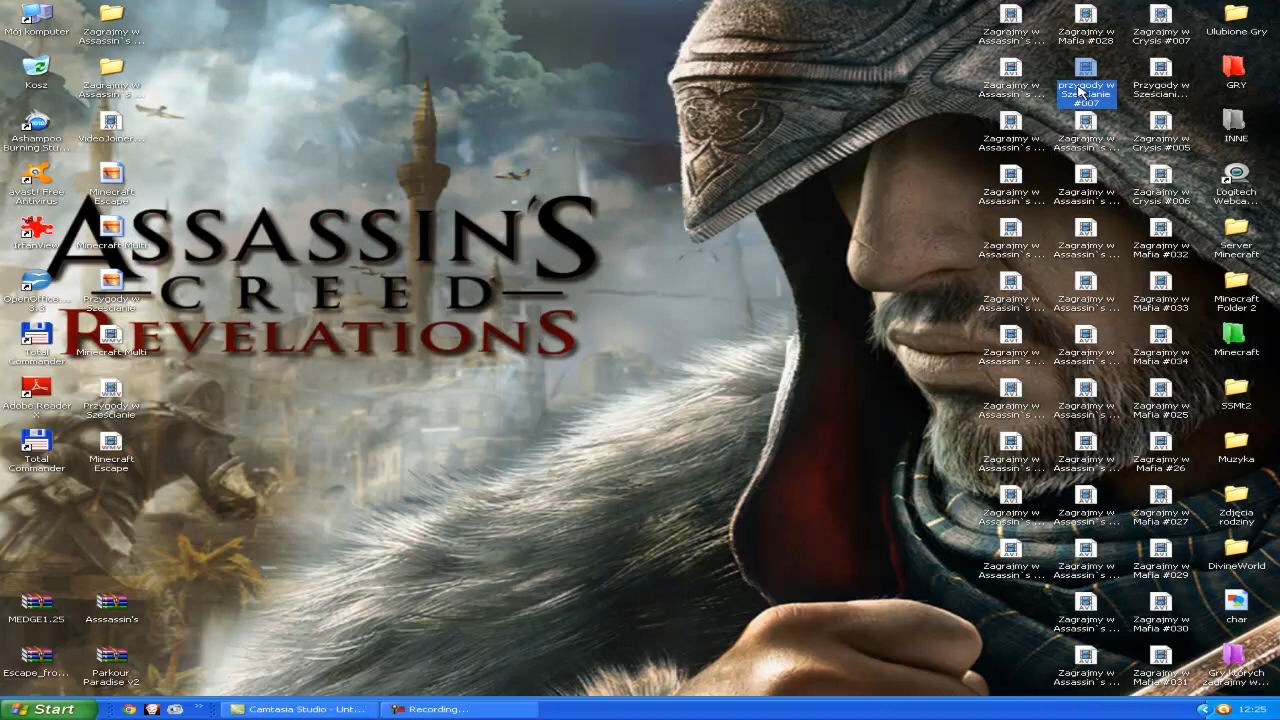 Mój komputer
Kosz
Ashampoo
Burning Stu...
avast! Free
Antivirus
IrfanView
OpenOffice...
Total
Commander
Adobe Reader
X
Total
Commander
MEDGE1.25
Escape_fro...
Zagrajmy w
Assassin`s ...
Zagrajmy w
Assassin`s ...
VideoJoiner...
Minecraft
Escape
Minecraft Multi
Przygody w
Sześcianie
Minecraft Multi
Przygody w
Sześcianie
Minecraft
Escape
Asssasin's
Parkour
Paradise v2
ASSASSIN'S
CREED
REVELATIONS
Zagrajmy w
Assassin`s ...
Zagrajmy w
Assassin`s ...
Zagrajmy w
Assassin`s ...
Zagrajmy w
Assassin`s ...
Zagrajmy w
Assassin`s ...
Zagrajmy w
Assassin`s ...
Zagrajmy w
Assassin`s ...
Zagrajmy w
Assassin`s ...
Zagrajmy w
Assassin`s ...
Zagrajmy w
Assassin`s ...
Zagrajmy w
Assassin`s ...
Zagrajmy w
Mafia #028
przygody w
Sześcianie
#007
Zagrajmy w
Assassin`s ...
Zagrajmy w
Assassin`s ...
Zagrajmy w
Assassin`s ...
Zagrajmy w
Assassin`s ...
Zagrajmy w
Assassin`s ...
Zagrajmy w
Assassin`s ...
Zagrajmy w
Assassin`s ...
Zagrajmy w
Assassin`s ...
Zagrajmy w
Assassin`s ...
Zagrajmy w
Assassin`s ...
Zagrajmy w
Assassin`s ...
Zagrajmy w
Crysis #007
Przygody w
Sześciani...
Zagrajmy w
Crysis #005
Zagrajmy w
Crysis #006
Zagrajmy w
Mafia #032
Zagrajmy w
Mafia #033
Zagrajmy w
Mafia #034
Zagrajmy w
Mafia #025
Zagrajmy w
Mafia #26
Zagrajmy w
Mafia #027
Zagrajmy w
Mafia #029
Zagrajmy w
Mafia #030
Zagrajmy w
Mafia #031
Ulubione Gry
GRY
INNE
Logitech
Webca...
Server
Minecraft
Minecraft
Folder 2
Minecraft
SSMt2
Muzyka
Zdjęcia
rodziny
DivineWorld
char
Gry których
zagrajmy w...
Start
Camtasia Studio - Unt...
Recording...
12:25